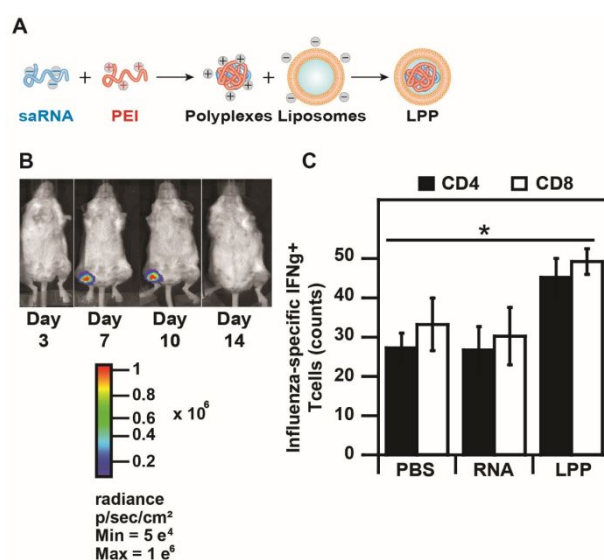 A
saRNA + PEI Polyplexes + Liposomes LPP
B
Day 3 Day 7 Day 10 Day 14
1
0.8
0.6
0.4
0.2
x 10⁶
radiance
p/sec/cm²
Min = 5 e⁴
Max = 1 e⁶
C
CD4 CD8
*
Influenza-specific IFNg+
Tcells (counts)
50
40
30
20
10
0
PBS RNA LPP